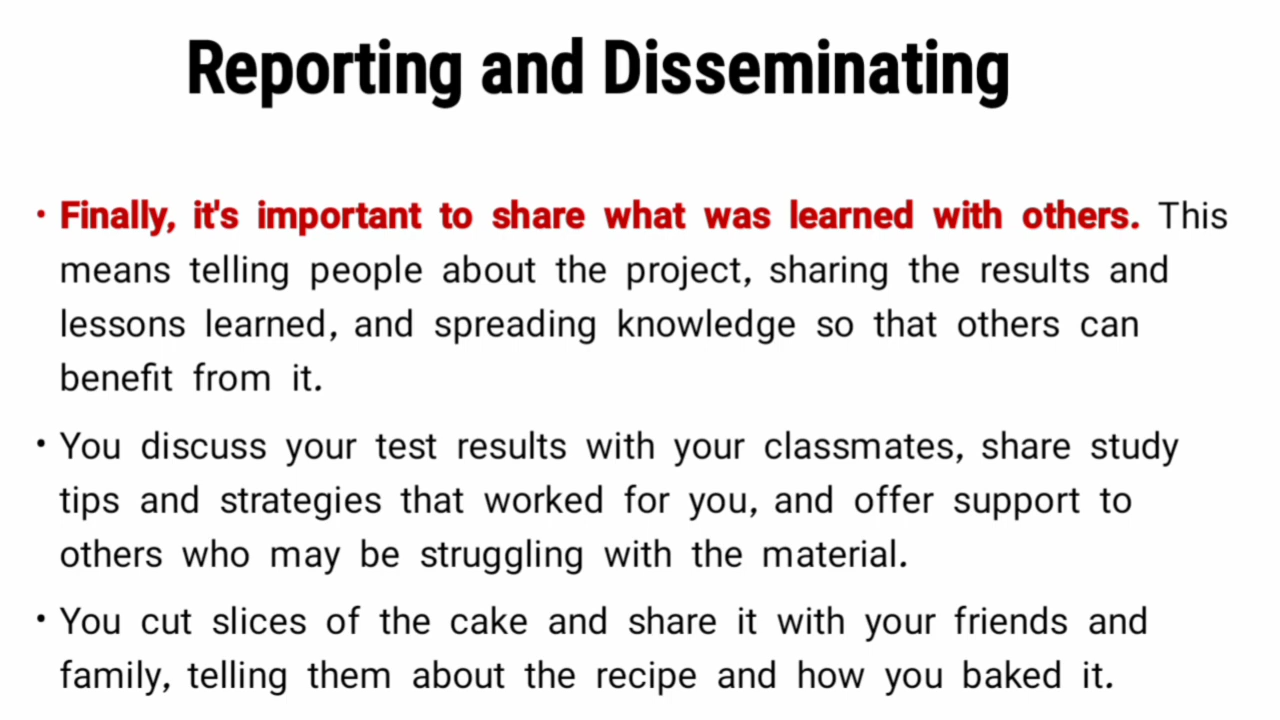 Reporting and Disseminating
• Finally, it's important to share what was learned with others. This
means telling people about the project, sharing the results and
lessons learned, and spreading knowledge so that others can
benefit from it.
• You discuss your test results with your classmates, share study
tips and strategies that worked for you, and offer support to
others who may be struggling with the material.
• You cut slices of the cake and share it with your friends and
family, telling them about the recipe and how you baked it.